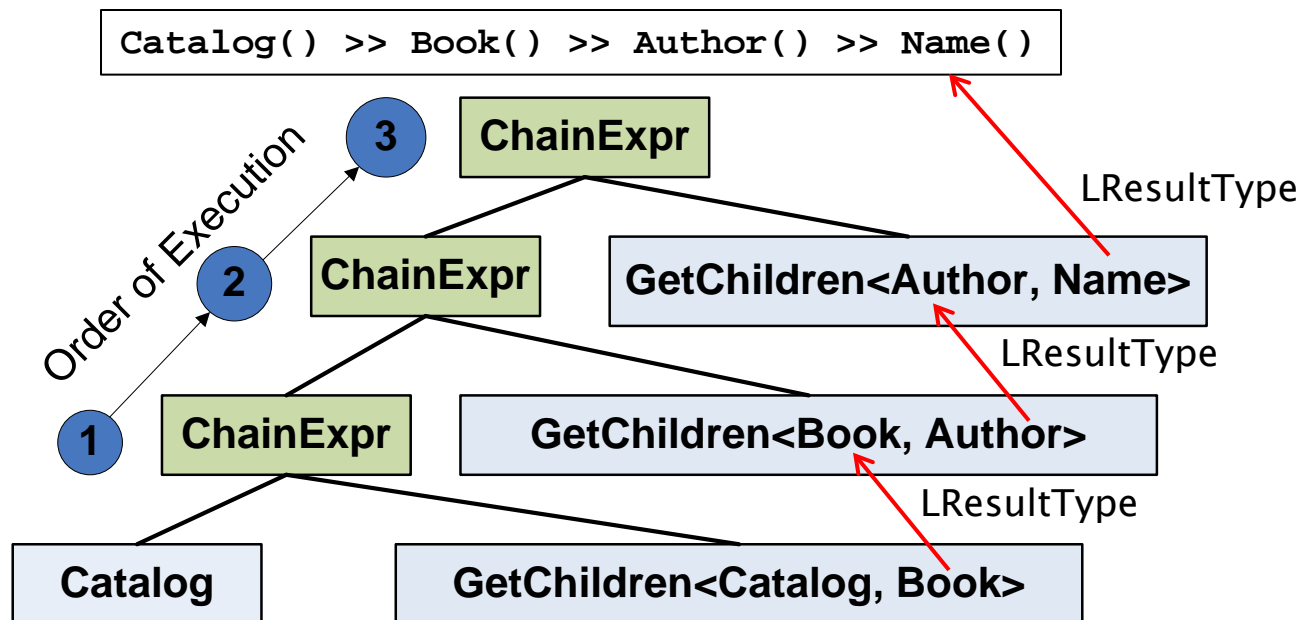 Catalog() >> Book() >> Author() >> Name()
3
ChainExpr
LResultType
Order of Execution
2
ChainExpr
GetChildren<Author, Name>
LResultType
1
ChainExpr
GetChildren<Book, Author>
LResultType
Catalog
GetChildren<Catalog, Book>